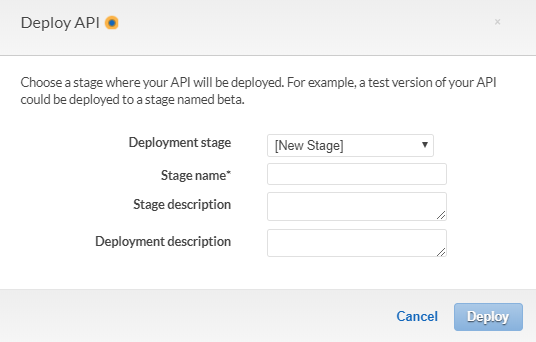 Deploy API
Choose a stage where your API will be deployed. For example, a test version of your API
could be deployed to a stage named beta.
Deployment stage [New Stage]
Stage name*
Stage description
Deployment description
Cancel Deploy